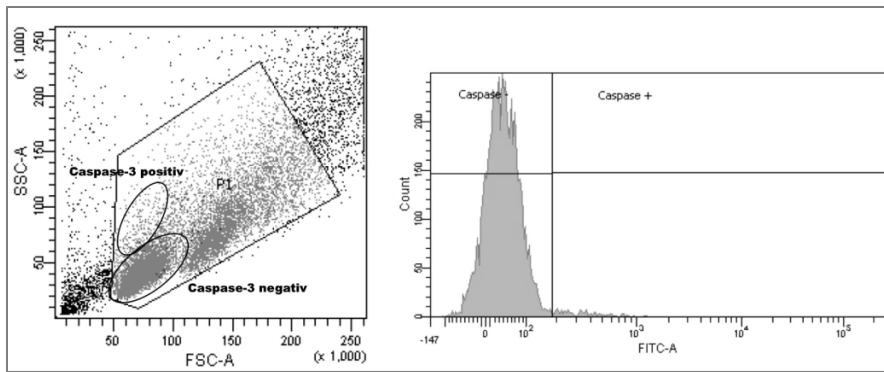 (x 1,000)
SSC-A
250
200
150
100
50
Caspase-3 positiv
P1
Caspase-3 negativ
50 100 150 200 250
FSC-A
(x 1,000)
Count
200
150
100
50
0
Caspase -
Caspase +
-147 0 10² 10³ 10⁴ 10⁵
FITC-A